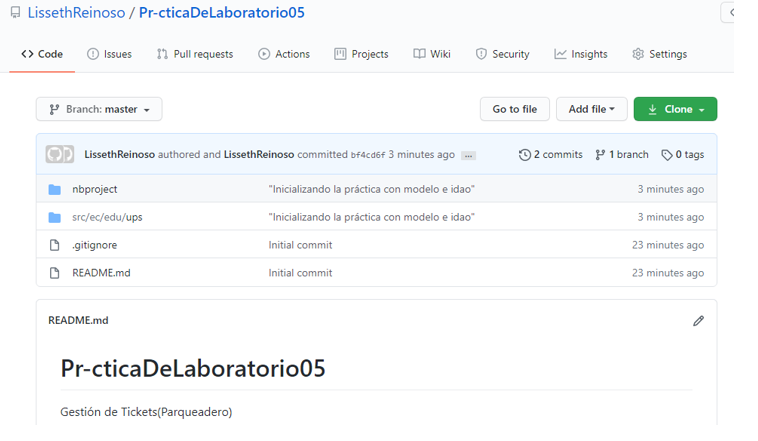 LissethReinoso / Pr-cticaDeLaboratorio05
Code Issues Pull requests Actions Projects Wiki Security Insights Settings
Branch: master Go to file Add file Clone
LissethReinoso authored and LissethReinoso committed bf4cd6f 3 minutes ago ... 2 commits 1 branch 0 tags
nbproject "Inicializando la práctica con modelo e idao" 3 minutes ago
src/ec/edu/ups "Inicializando la práctica con modelo e idao" 3 minutes ago
.gitignore Initial commit 23 minutes ago
README.md Initial commit 23 minutes ago
README.md
Pr-cticaDeLaboratorio05
Gestión de Tickets(Parqueadero)